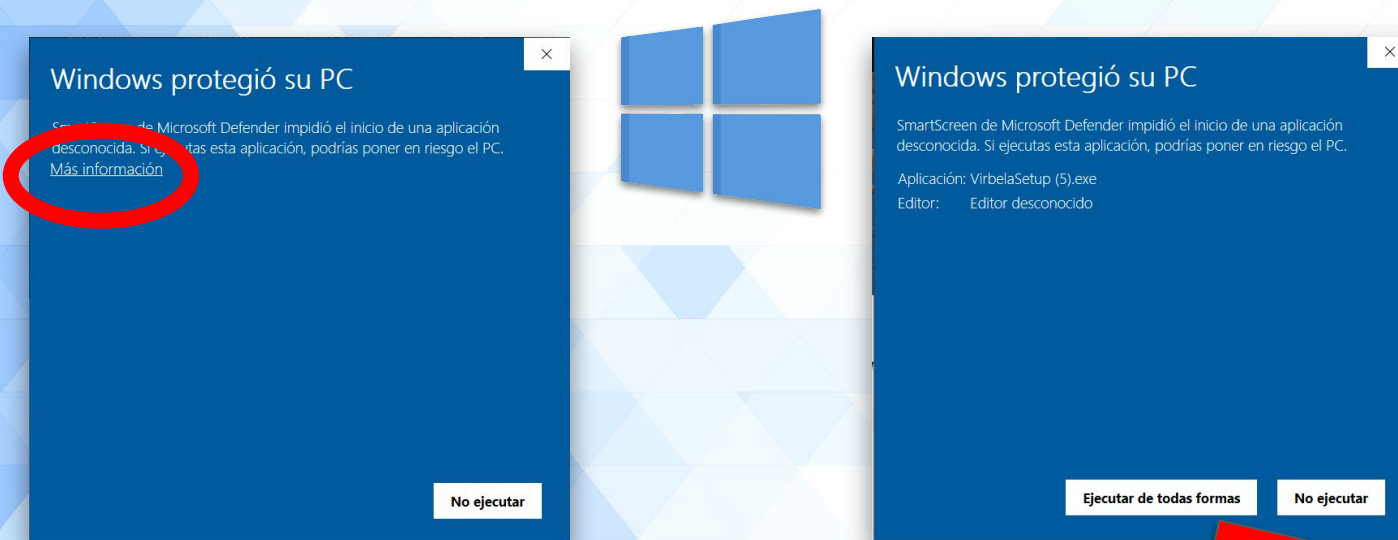 Windows protegió su PC
SmartScreen de Microsoft Defender impidió el inicio de una aplicación
desconocida. Si ejecutas esta aplicación, podrías poner en riesgo el PC.
Más información
No ejecutar
Windows protegió su PC
SmartScreen de Microsoft Defender impidió el inicio de una aplicación
desconocida. Si ejecutas esta aplicación, podrías poner en riesgo el PC.
Aplicación: VirbelaSetup (5).exe
Editor: Editor desconocido
Ejecutar de todas formas
No ejecutar